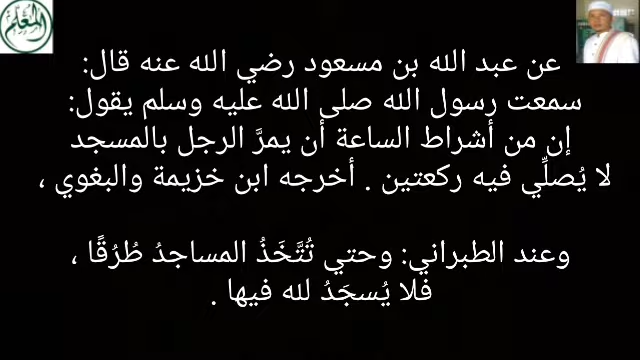 المعلم
عن عبد الله بن مسعود رضي الله عنه قال:
سمعت رسول الله صلى الله عليه وسلم يقول:
إن من أشراط الساعة أن يمرَّ الرجل بالمسجد
لا يُصلِّي فيه ركعتين . أخرجه ابن خزيمة والبغوي ،
وعند الطبراني: وحتي تُتَّخَذُ المساجدُ طُرُقًا ،
فلا يُسجَدُ لله فيها .